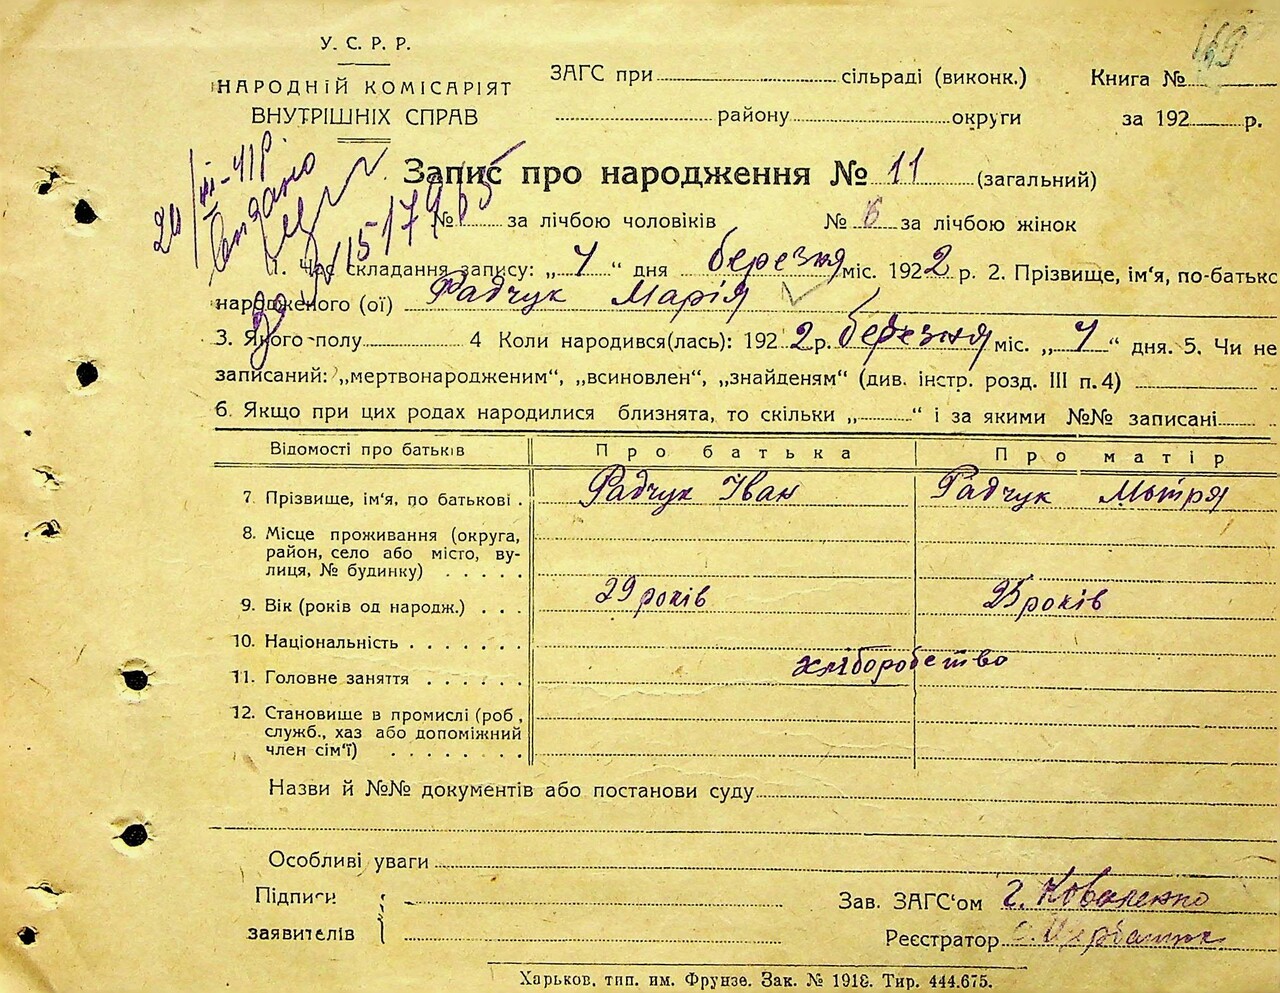 У. С. Р. Р.
НАРОДНІЙ КОМІСАРІЯТ
ВНУТРІШНІХ СПРАВ
ЗАГС при сільраді (виконк.)
району округи
Книга №
за 192 р.
Запис про народження № 11 (загальний)
№ за лічбою чоловіків № 6 за лічбою жінок
1. Час складання запису: „ 4 “ дня березня міс. 1922 р. 2. Прізвище, ім'я, по-батьков
народженого (ої) Радчук Марія
3. Якого полу 4 Коли народився(лась): 1922 р. березня міс. „ 4 “ дня. 5. Чи не
записаний: „мертвонародженим“, „всиновлен“, „знайденям“ (див. інстр. розд. III п. 4)
6. Якщо при цих родах народилися близнята, то скільки „ “ і за якими №№ записані
Відомості про батьків Про батька Про матір
7. Прізвище, ім'я, по батькові . Радчук Іван Радчук Мотря
8. Місце проживання (округа,
район, село або місто, ву-
лиця, № будинку) . . . . .
9. Вік (років од народж.) . . . 29 років 25 років
10. Національність . . . . . . .
11. Головне заняття . . . . . . хліборобство
12. Становище в промислі (роб,
служб., хаз або допоміжний
член сім'ї) . . . . . . .
Назви й №№ документів або постанови суду
Особливі уваги
Підписи
заявителів
Зав. ЗАГС'ом Г. Коваленко
Реєстратор
Харьков, тип. им. Фрунзе. Зак. № 1918. Тир. 444.675.